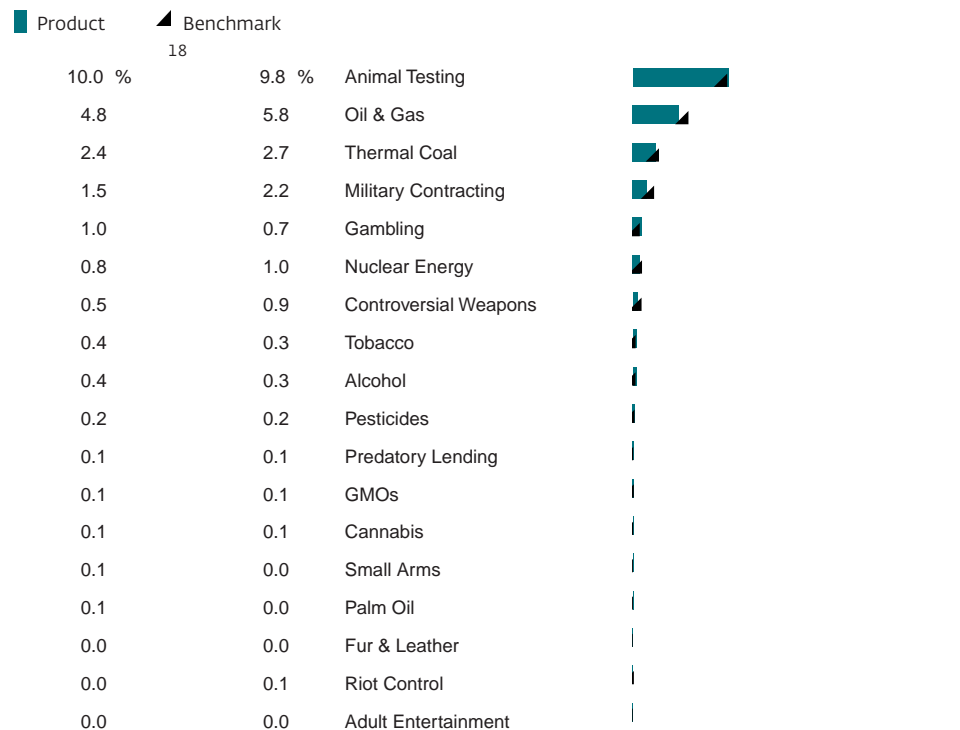 Product Benchmark
18
10.0 % 9.8 % Animal Testing
4.8 5.8 Oil & Gas
2.4 2.7 Thermal Coal
1.5 2.2 Military Contracting
1.0 0.7 Gambling
0.8 1.0 Nuclear Energy
0.5 0.9 Controversial Weapons
0.4 0.3 Tobacco
0.4 0.3 Alcohol
0.2 0.2 Pesticides
0.1 0.1 Predatory Lending
0.1 0.1 GMOs
0.1 0.1 Cannabis
0.1 0.0 Small Arms
0.1 0.0 Palm Oil
0.0 0.0 Fur & Leather
0.0 0.1 Riot Control
0.0 0.0 Adult Entertainment